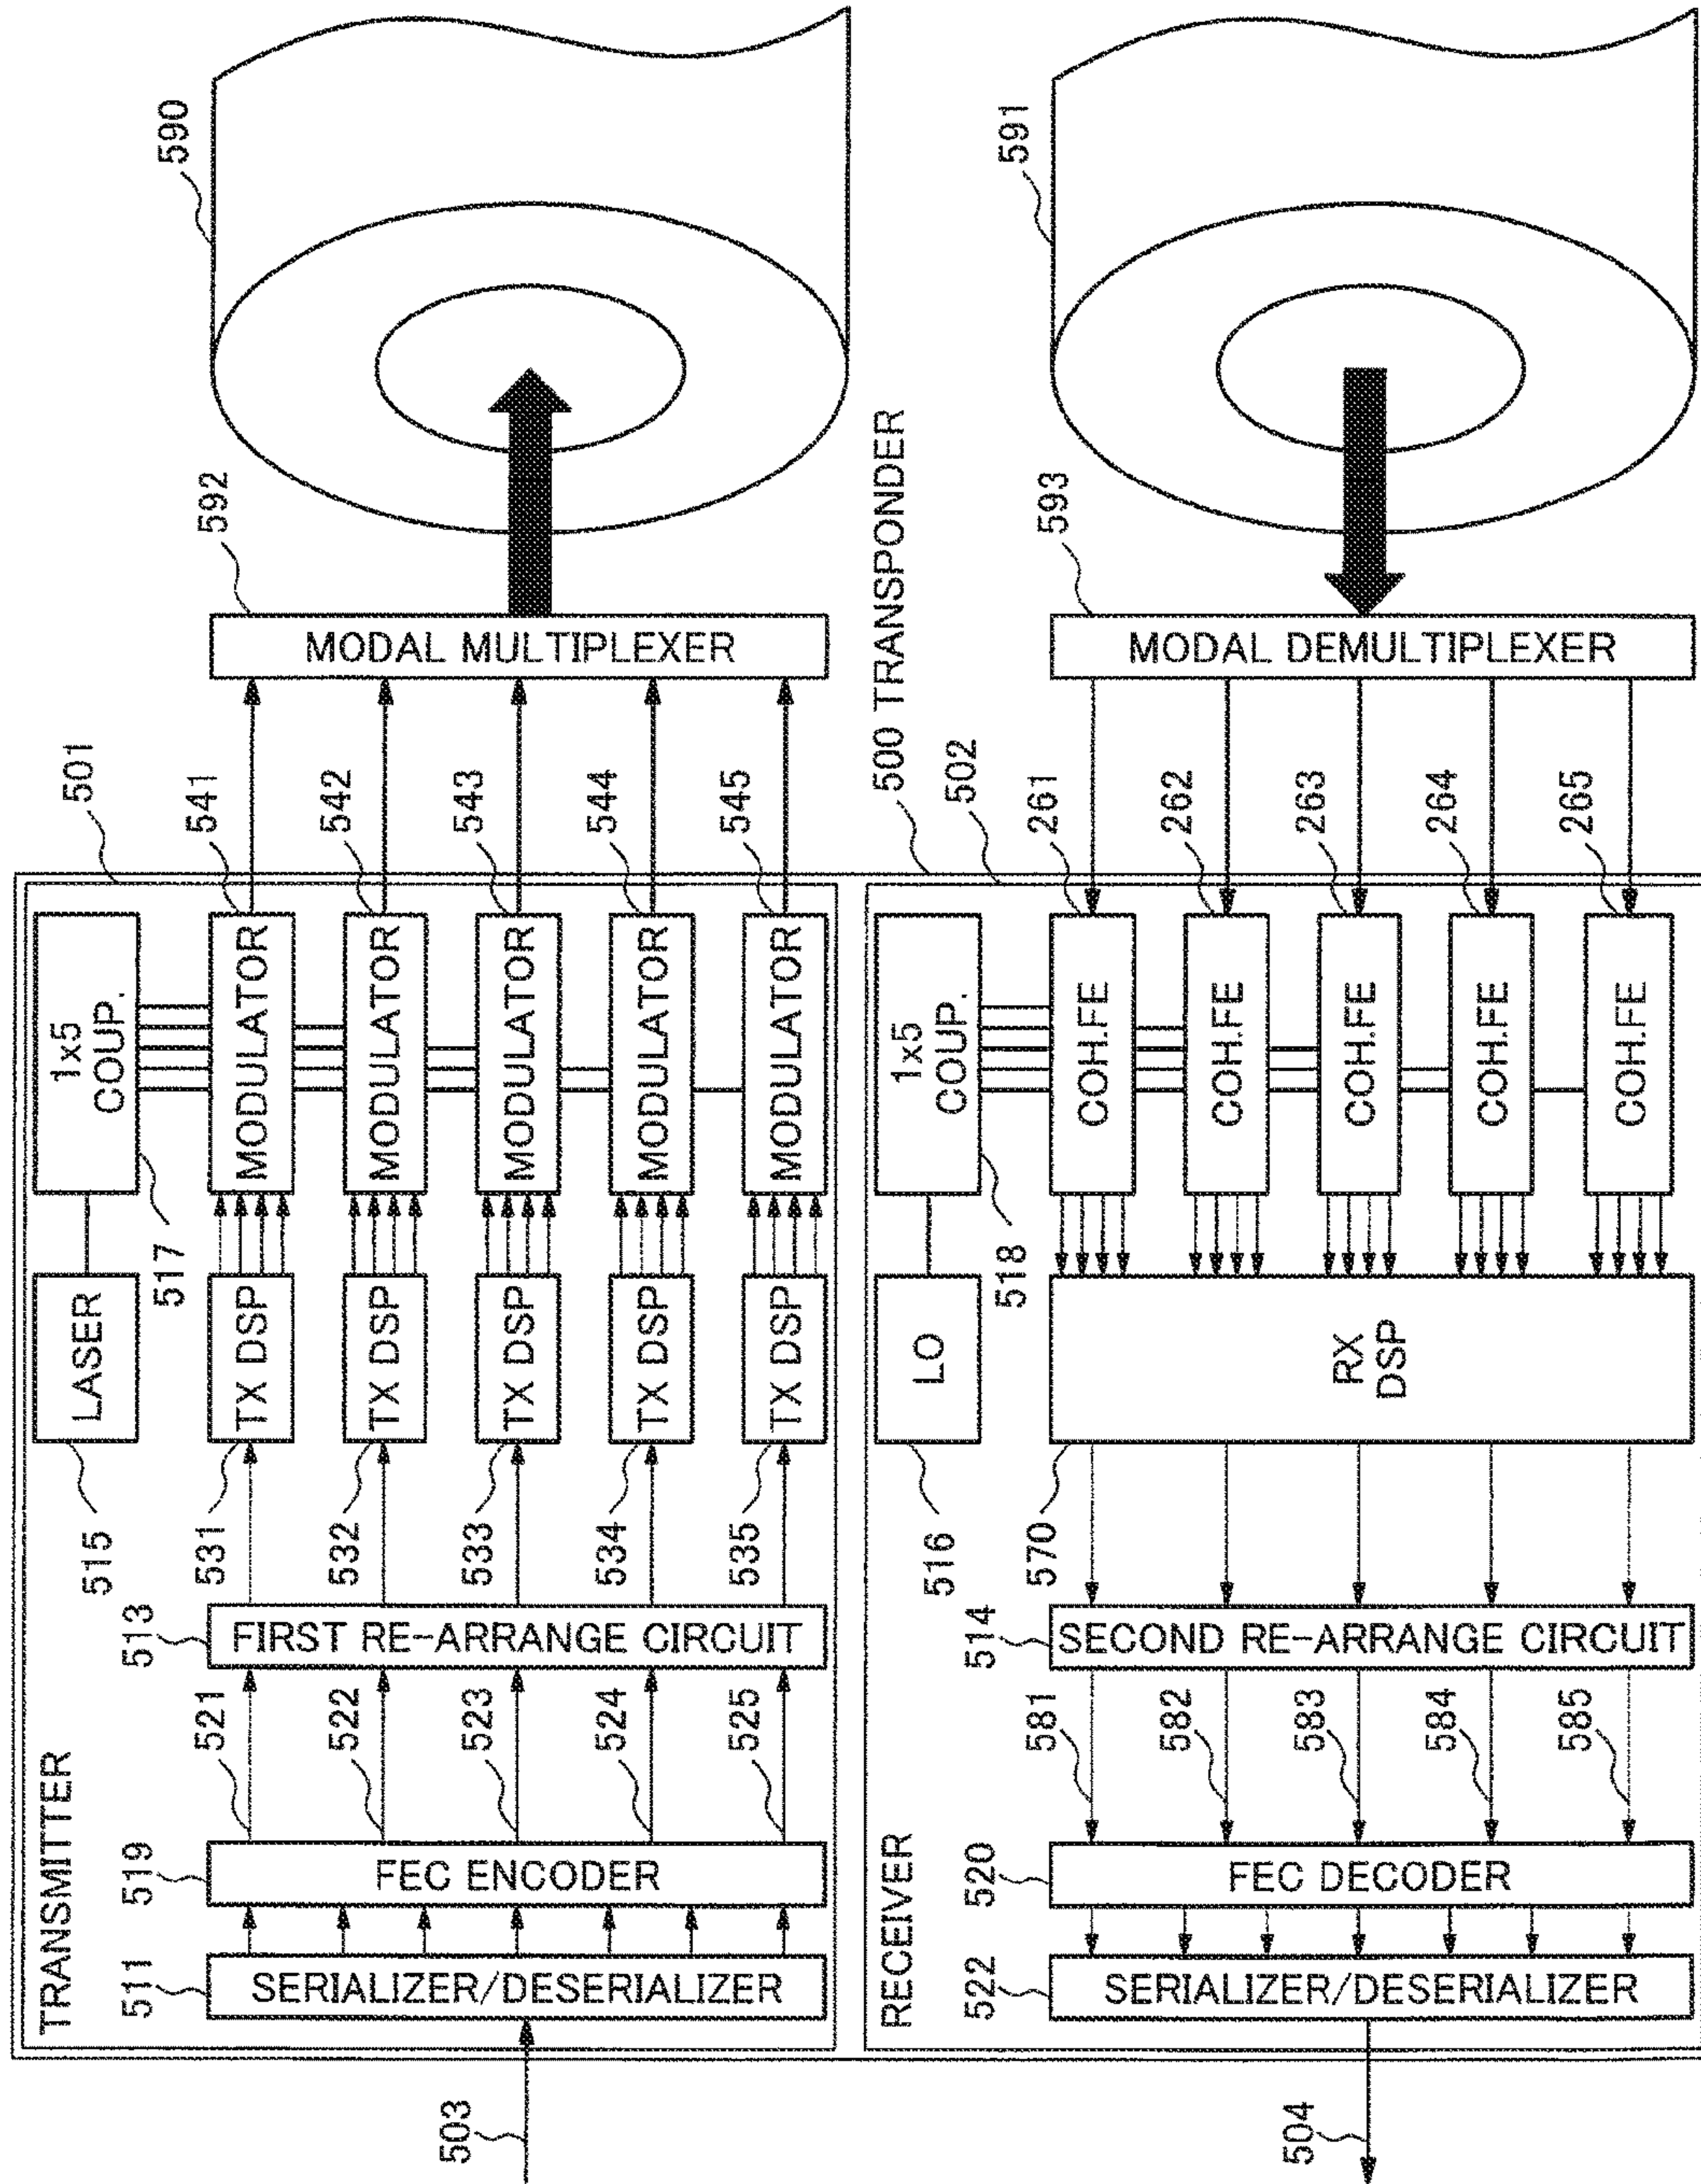 500 TRANSPONDER
TRANSMITTER
501
503
511
SERIALIZER/DESERIALIZER
519
FEC ENCODER
521
522
523
524
525
513
FIRST RE-ARRANGE CIRCUIT
515
LASER
531
TX DSP
532
TX DSP
533
TX DSP
534
TX DSP
535
TX DSP
517
1x5
COUP.
541
MODULATOR
542
MODULATOR
543
MODULATOR
544
MODULATOR
545
MODULATOR
592
MODAL MULTIPLEXER
590
RECEIVER
502
504
522
SERIALIZER/DESERIALIZER
520
FEC DECODER
581
582
583
584
585
514
SECOND RE-ARRANGE CIRCUIT
516
LO
570
RX
DSP
518
1x5
COUP.
261
COH.FE
262
COH.FE
263
COH.FE
264
COH.FE
265
COH.FE
593
MODAL DEMULTIPLEXER
591